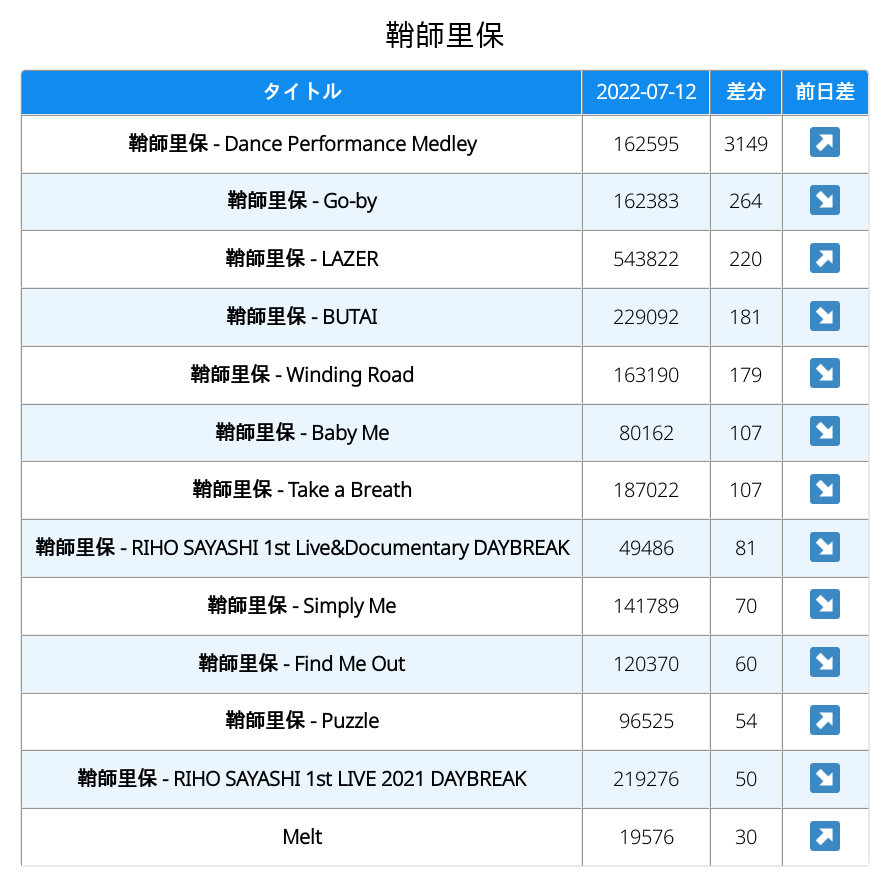 鞘師里保
タイトル 2022-07-12 差分 前日差
鞘師里保 - Dance Performance Medley 162595 3149 ↗
鞘師里保 - Go-by 162383 264 ↘
鞘師里保 - LAZER 543822 220 ↗
鞘師里保 - BUTAI 229092 181 ↘
鞘師里保 - Winding Road 163190 179 ↘
鞘師里保 - Baby Me 80162 107 ↘
鞘師里保 - Take a Breath 187022 107 ↘
鞘師里保 - RIHO SAYASHI 1st Live&Documentary DAYBREAK 49486 81 ↘
鞘師里保 - Simply Me 141789 70 ↘
鞘師里保 - Find Me Out 120370 60 ↘
鞘師里保 - Puzzle 96525 54 ↗
鞘師里保 - RIHO SAYASHI 1st LIVE 2021 DAYBREAK 219276 50 ↘
Melt 19576 30 ↗